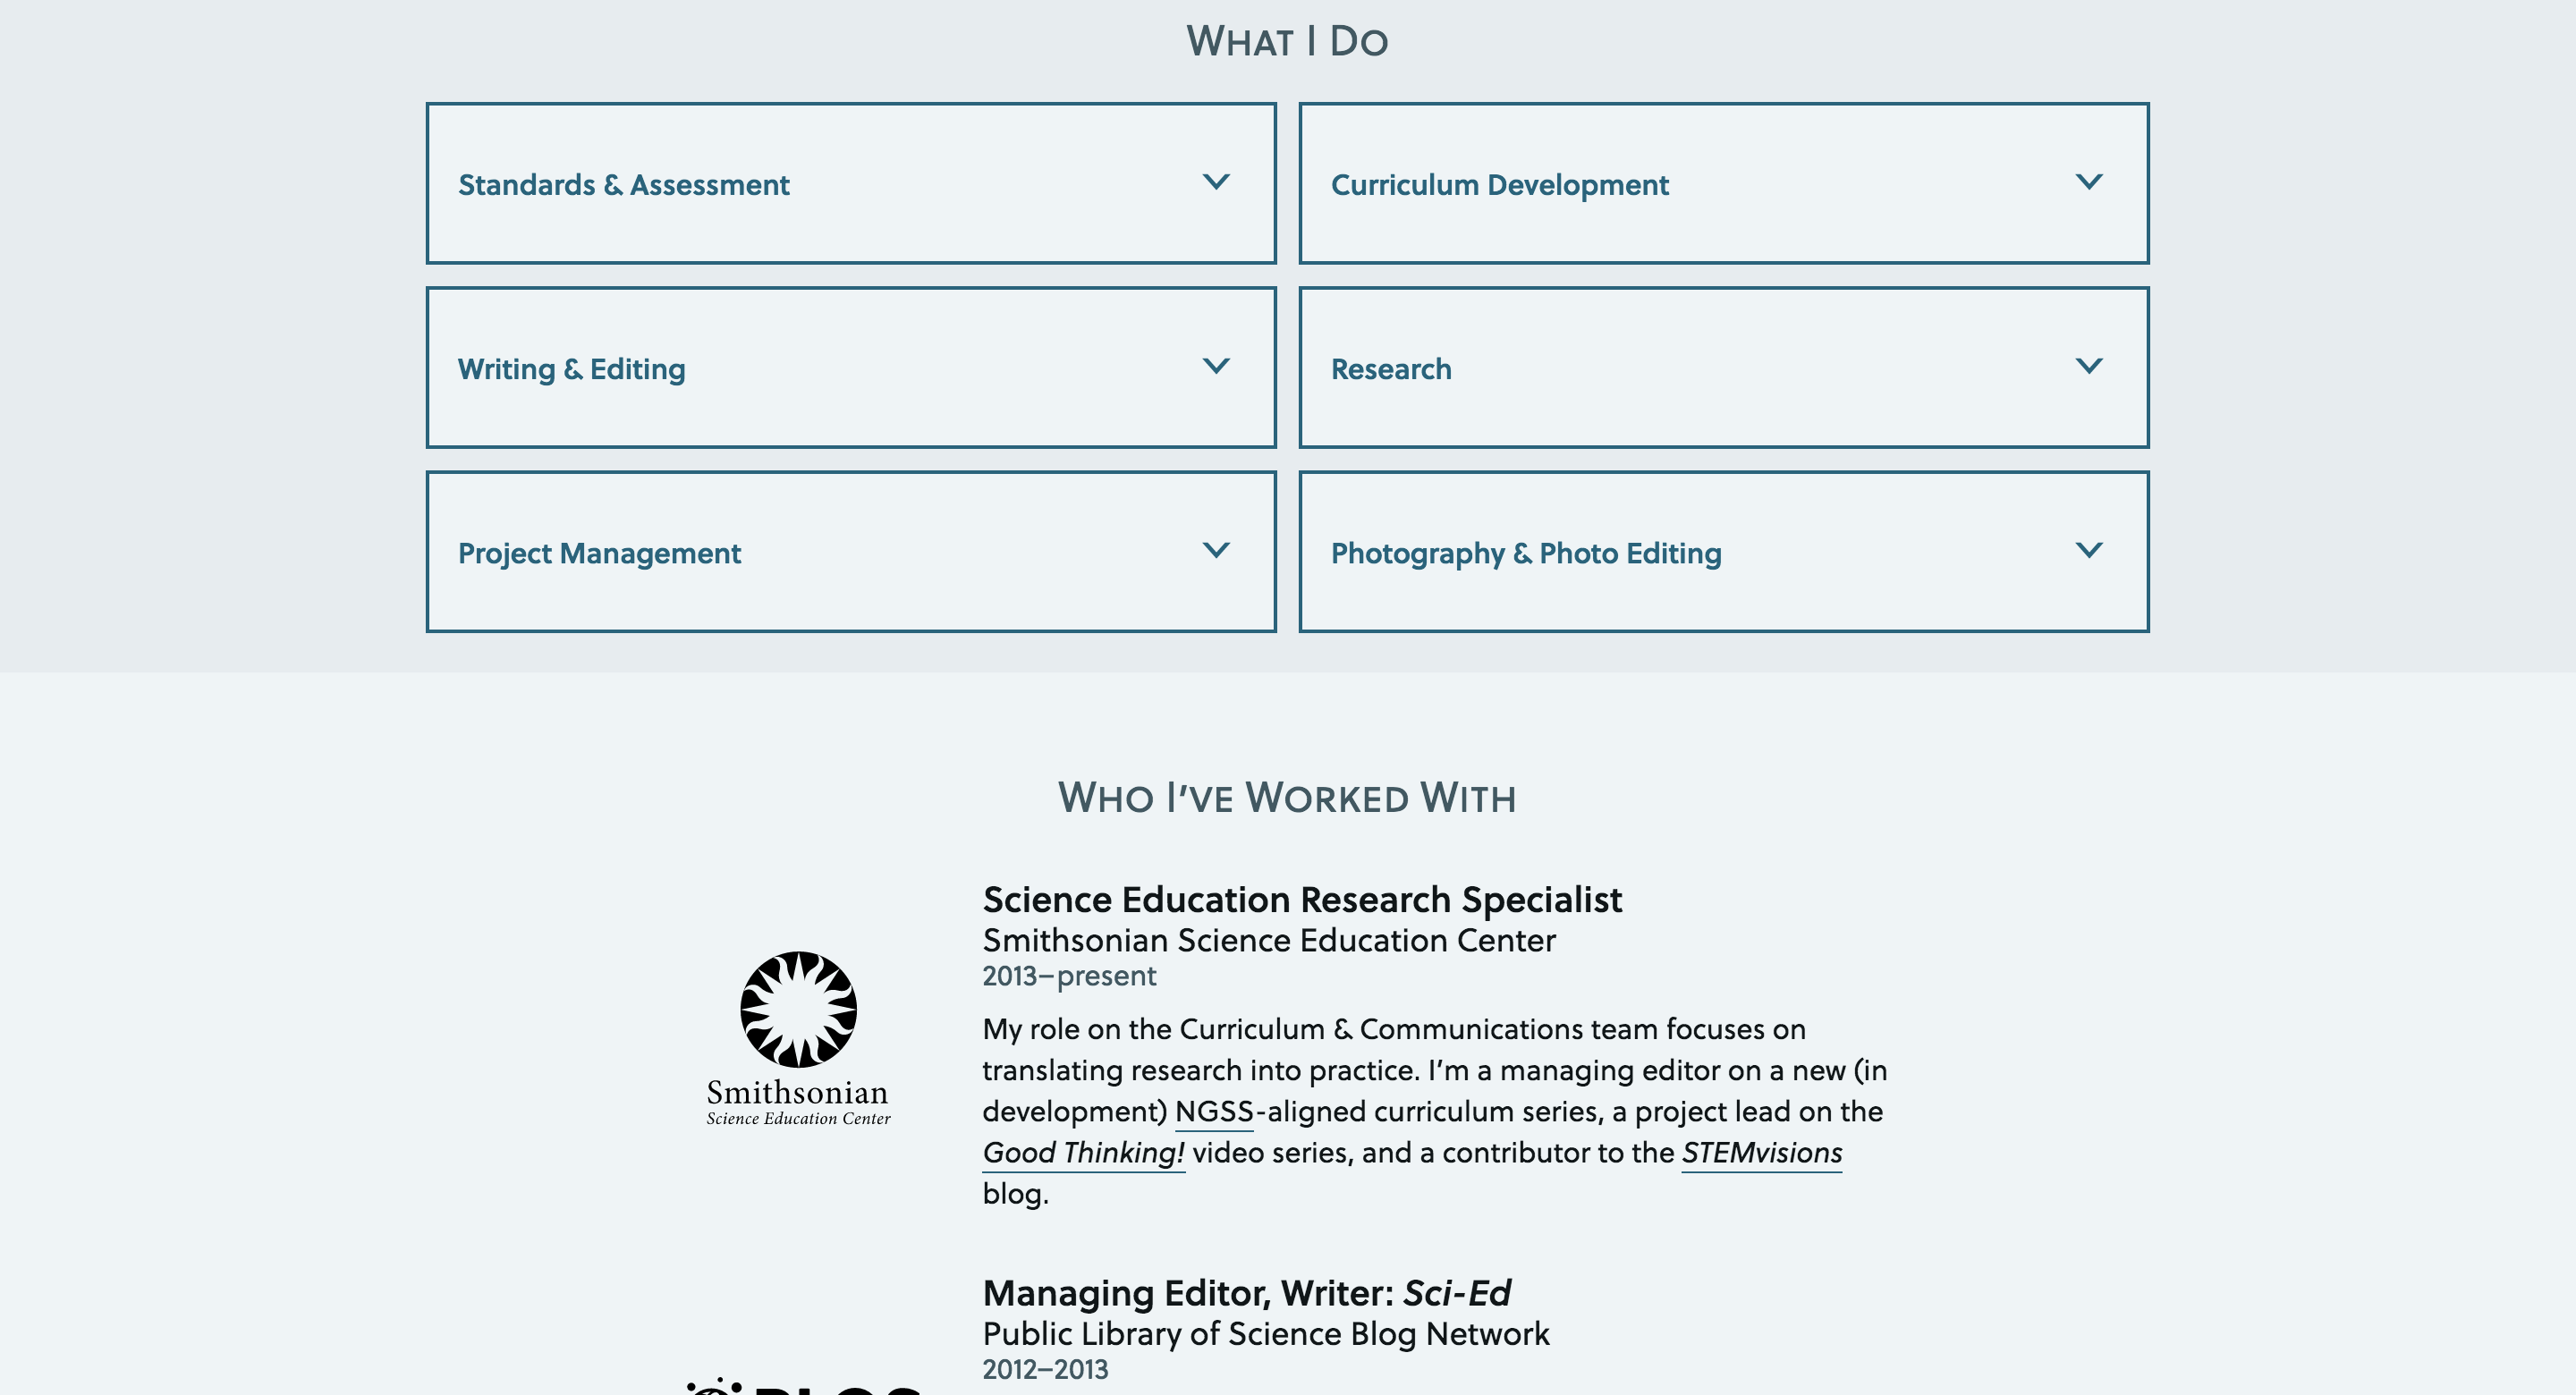 What I Do
Standards & Assessment
Curriculum Development
Writing & Editing
Research
Project Management
Photography & Photo Editing
Who I’ve Worked With
Science Education Research Specialist
Smithsonian Science Education Center
2013–present
Smithsonian
Science Education Center
My role on the Curriculum & Communications team focuses on
translating research into practice. I’m a managing editor on a new (in
development) NGSS-aligned curriculum series, a project lead on the
Good Thinking! video series, and a contributor to the STEMvisions
blog.
Managing Editor, Writer: Sci-Ed
Public Library of Science Blog Network
2012–2013